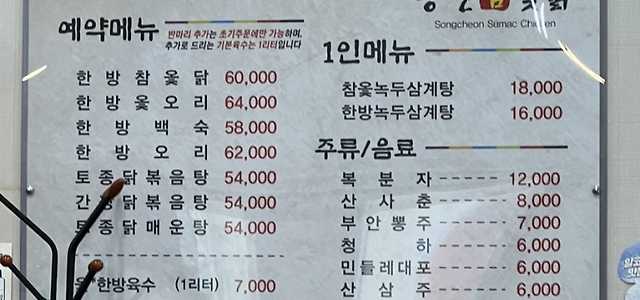 Songcheon Sumac Chicken
예약메뉴
반마리 추가는 초기주문에만 가능하며,
추가로 드리는 기본육수는 1리터입니다
한방참옻닭 60,000
한방옻오리 64,000
한방백숙 58,000
한방오리 62,000
토종닭볶음탕 54,000
간장닭볶음탕 54,000
토종닭매운탕 54,000
한방육수 (1리터) 7,000
1인메뉴
참옻녹두삼계탕 18,000
한방녹두삼계탕 16,000
주류/음료
복분자 ------ 12,000
산사춘 ------ 8,000
부안뽕주 ------ 7,000
청하 ------ 6,000
민들레대포 ------ 6,000
산삼주 ------ 6,000